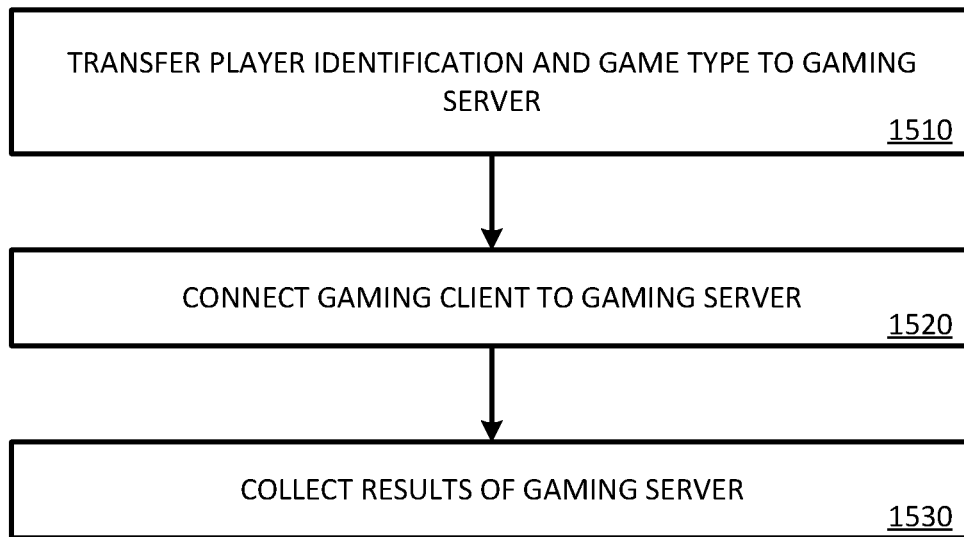 TRANSFER PLAYER IDENTIFICATION AND GAME TYPE TO GAMING
SERVER
1510
CONNECT GAMING CLIENT TO GAMING SERVER
1520
COLLECT RESULTS OF GAMING SERVER
1530